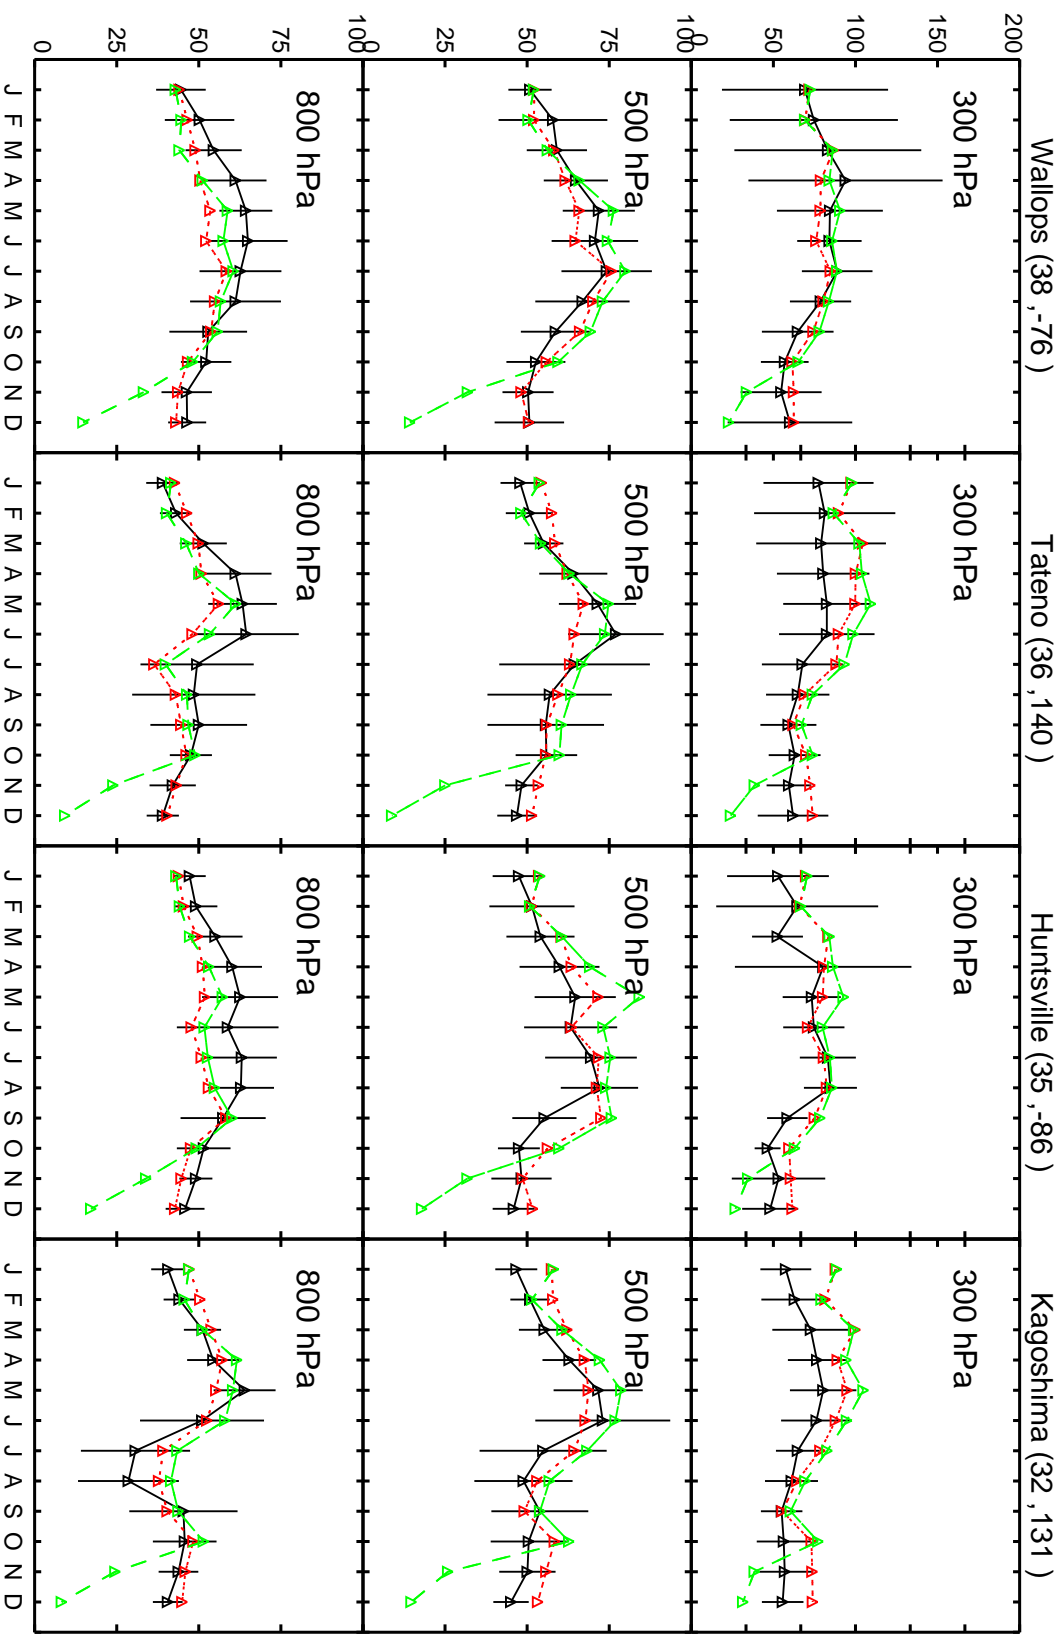 Wallops (38 ,-76 )
Tateno (36 ,140 )
Huntsville (35 ,-86 )
Kagoshima (32 ,131 )
200
150
100
50
0
300 hPa
300 hPa
300 hPa
300 hPa
100
75
50
25
0
500 hPa
500 hPa
500 hPa
500 hPa
100
75
50
25
0
800 hPa
800 hPa
800 hPa
800 hPa
J F M A M J J A S O N D
J F M A M J J A S O N D
J F M A M J J A S O N D
J F M A M J J A S O N D